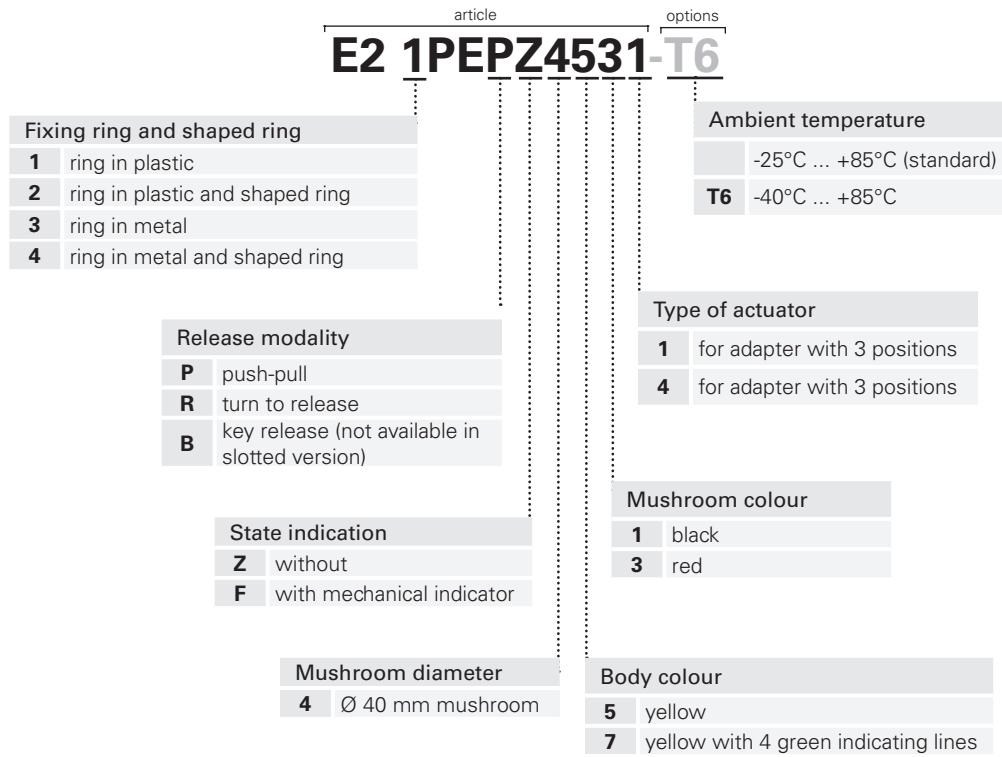 article
options
E2 1PEPZ4531-T6
Fixing ring and shaped ring
1 ring in plastic
2 ring in plastic and shaped ring
3 ring in metal
4 ring in metal and shaped ring
Ambient temperature
-25°C ... +85°C (standard)
T6 -40°C ... +85°C
Release modality
P push-pull
R turn to release
B key release (not available in
slotted version)
Type of actuator
1 for adapter with 3 positions
4 for adapter with 3 positions
State indication
Z without
F with mechanical indicator
Mushroom colour
1 black
3 red
Mushroom diameter
4 Ø 40 mm mushroom
Body colour
5 yellow
7 yellow with 4 green indicating lines